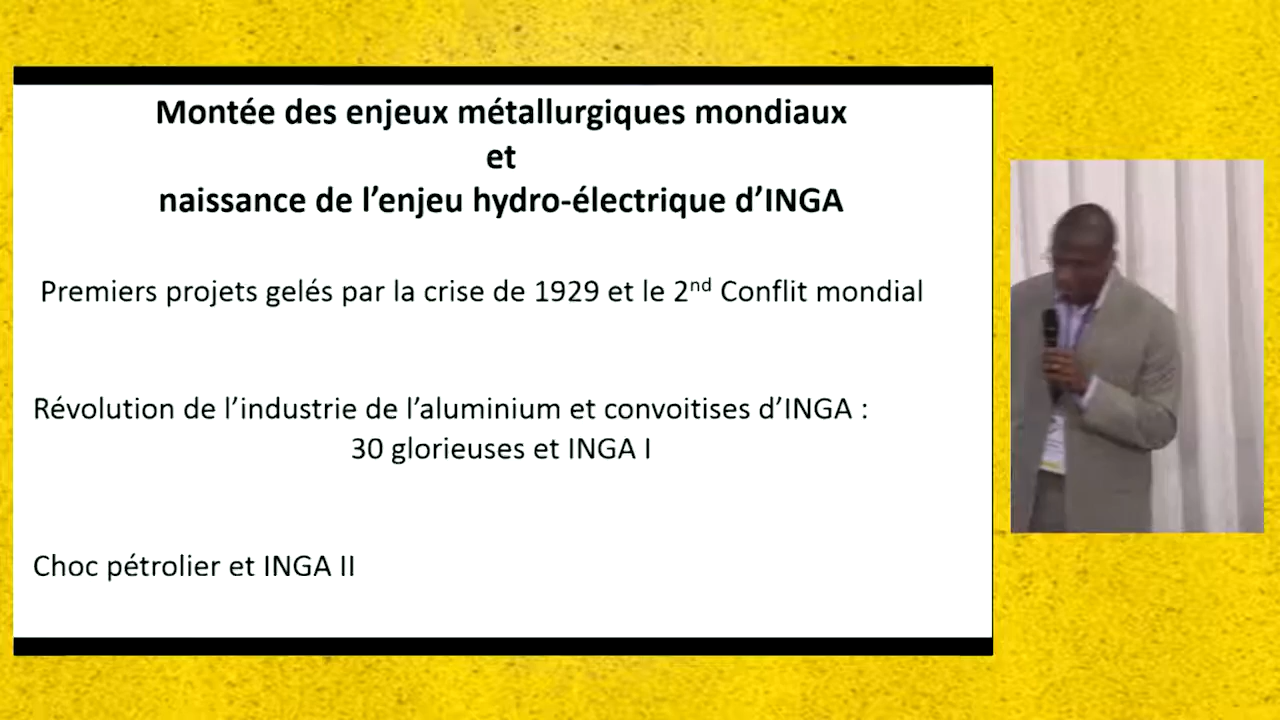 Montée des enjeux métallurgiques mondiaux
et
naissance de l’enjeu hydro-électrique d’INGA
Premiers projets gelés par la crise de 1929 et le 2nd Conflit mondial
Révolution de l’industrie de l’aluminium et convoitises d’INGA :
30 glorieuses et INGA I
Choc pétrolier et INGA II